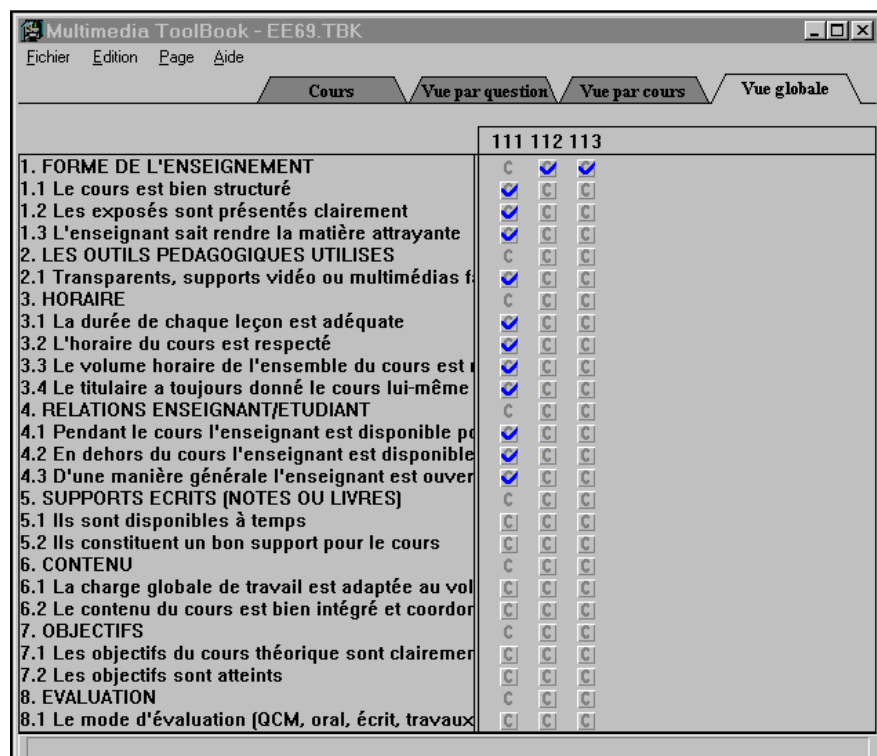 Multimedia ToolBook - EE69.TBK
Fichier Edition Page Aide
Cours Vue par question Vue par cours Vue globale
111 112 113
1. FORME DE L'ENSEIGNEMENT C
1.1 Le cours est bien structuré C C
1.2 Les exposés sont présentés clairement C C
1.3 L'enseignant sait rendre la matière attrayante C C
2. LES OUTILS PEDAGOGIQUES UTILISES C C C
2.1 Transparents, supports vidéo ou multimédias C C
3. HORAIRE C C C
3.1 La durée de chaque leçon est adéquate C C
3.2 L'horaire du cours est respecté C C
3.3 Le volume horaire de l'ensemble du cours est C C
3.4 Le titulaire a toujours donné le cours lui-même C C
4. RELATIONS ENSEIGNANT/ETUDIANT C C C
4.1 Pendant le cours l'enseignant est disponible C C
4.2 En dehors du cours l'enseignant est disponible C C
4.3 D'une manière générale l'enseignant est ouver C C
5. SUPPORTS ECRITS (NOTES OU LIVRES) C C C
5.1 Ils sont disponibles à temps C C C
5.2 Ils constituent un bon support pour le cours C C C
6. CONTENU C C C
6.1 La charge globale de travail est adaptée au vol C C C
6.2 Le contenu du cours est bien intégré et coordor C C C
7. OBJECTIFS C C C
7.1 Les objectifs du cours théorique sont clairemer C C C
7.2 Les objectifs sont atteints C C C
8. EVALUATION C C C
8.1 Le mode d'évaluation (QCM, oral, écrit, travaux C C C